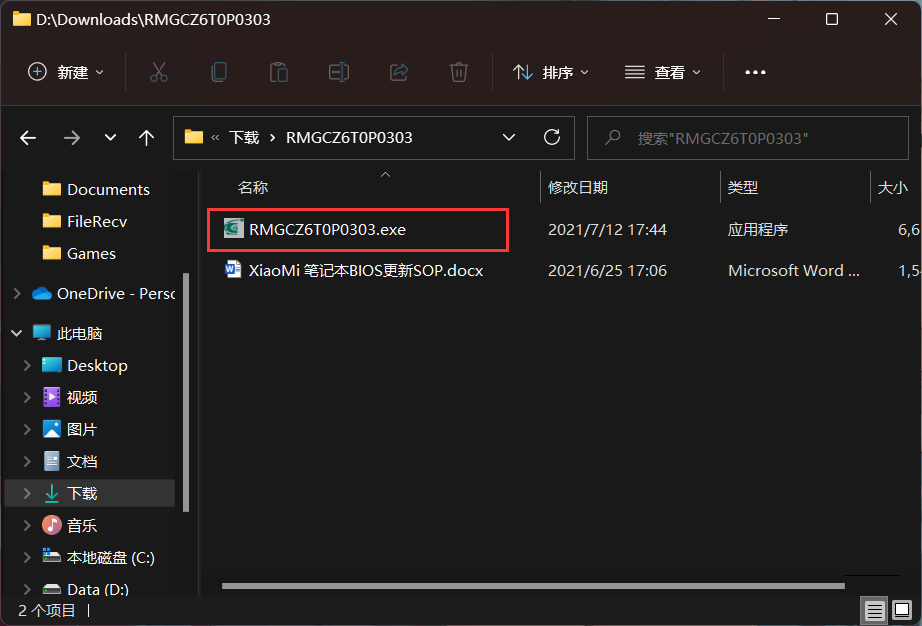 D:\Downloads\RMGCZ6T0P0303
新建
排序
查看
« 下载 › RMGCZ6T0P0303
搜索"RMGCZ6T0P0303"
名称 修改日期 类型 大小
RMGCZ6T0P0303.exe 2021/7/12 17:44 应用程序 6,6
XiaoMi 笔记本BIOS更新SOP.docx 2021/6/25 17:06 Microsoft Word ... 1,5
Documents
FileRecv
Games
OneDrive - Perso
此电脑
Desktop
视频
图片
文档
下载
音乐
本地磁盘 (C:)
Data (D:)
2 个项目